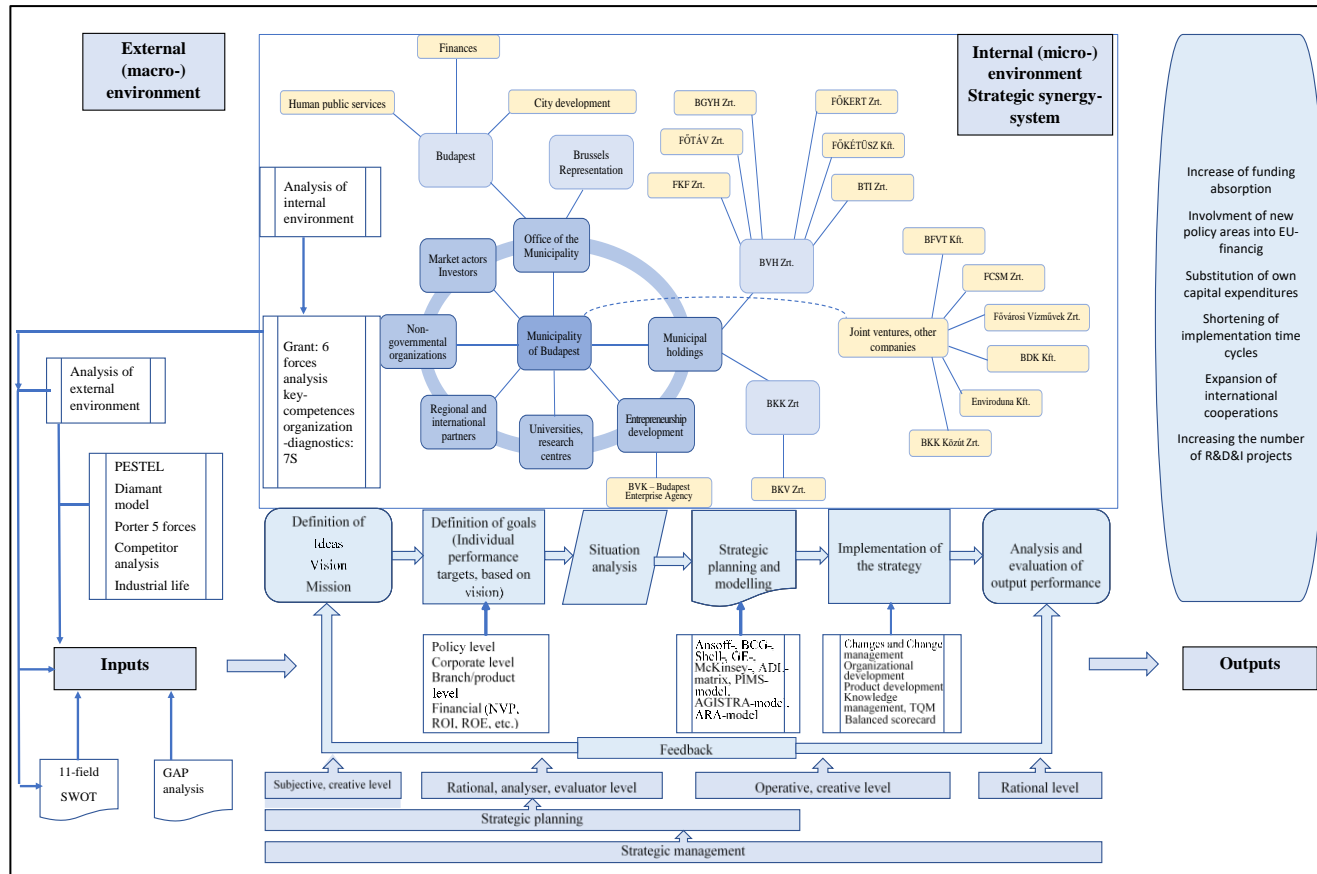 External
(macro-)
environment
Finances
Human public services
City development
Budapest
Brussels
Representation
BGYH Zrt.
FŐKERT Zrt.
FŐTÁV Zrt.
FŐKÉTÜSZ Kft.
FKF Zrt.
BTI Zrt.
BVH Zrt.
Internal (micro-)
environment
Strategic synergy-
system
Analysis of
internal
environment
Office of the
Municipality
Market actors
Investors
Non-
governmental
organizations
Municipality
of Budapest
Municipal
holdings
Regional and
international
partners
Universities,
research
centres
Entrepreneurship
development
BVK – Budapest
Enterprise Agency
BKK Zrt
BKV Zrt.
Joint ventures, other
companies
BFVT Kft.
FCSM Zrt.
Fővárosi Vízművek Zrt.
BDK Kft.
Enviroduna Kft.
BKK Közút Zrt.
Increase of funding
absorption
Involvment of new
policy areas into EU-
financig
Substitution of own
capital expenditures
Shortening of
implementation time
cycles
Expansion of
international
cooperations
Increasing the number
of R&D&I projects
Grant: 6
forces
analysis
key-
competences
organization
-diagnostics:
7S
Analysis of
external
environment
PESTEL
Diamant
model
Porter 5 forces
Competitor
analysis
Industrial life
Definition of
Ideas
Vision
Mission
Definition of goals
(Individual
performance
targets, based on
vision)
Situation
analysis
Strategic
planning and
modelling
Implementation of
the strategy
Analysis and
evaluation of
output performance
Inputs
Policy level
Corporate level
Branch/product
level
Financial (NVP,
ROI, ROE, etc.)
Ansoff-, BCG-
Shell-, GE-,
McKinsey-, ADL-
matrix, PIMS-
model,
AGISTRA-model,
ARA-model
Changes and Change
management
Organizational
development
Product development
Knowledge
management, TQM
Balanced scorecard
Outputs
Feedback
11-field
SWOT
GAP
analysis
Subjective, creative level
Rational, analyser, evaluator level
Operative, creative level
Rational level
Strategic planning
Strategic management